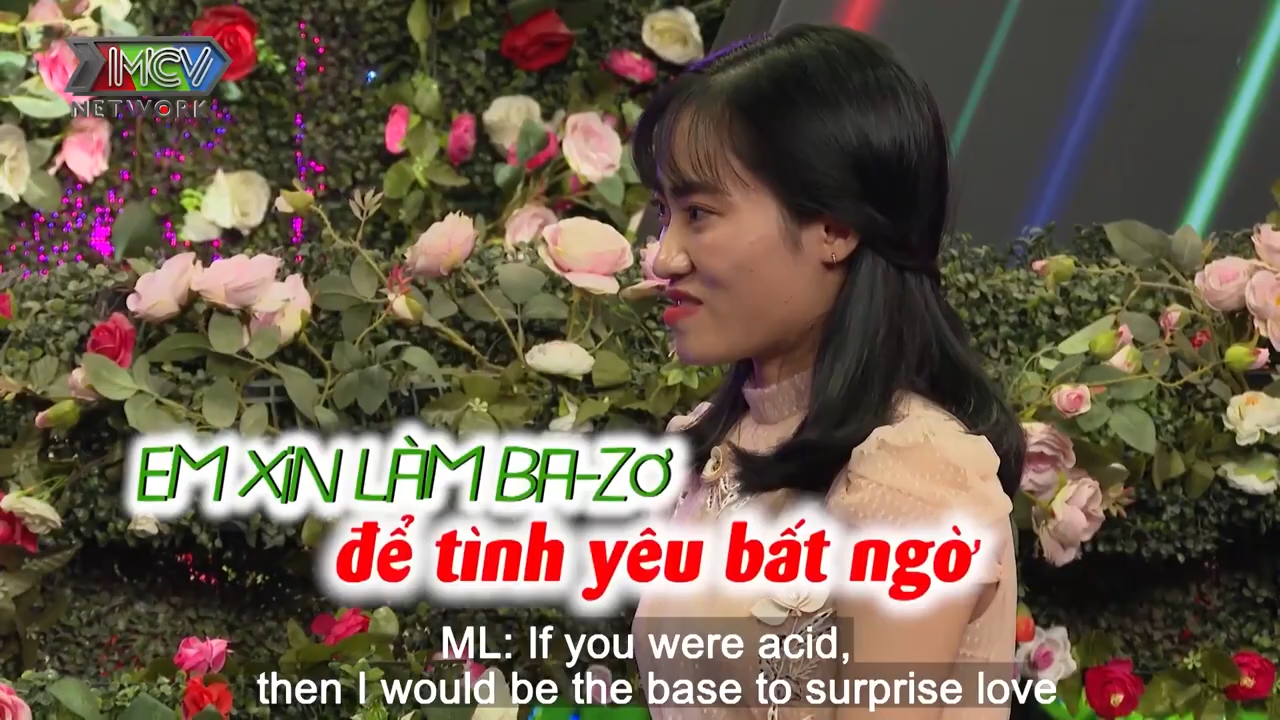 MCV
NETWORK
EM XIN LÀM BA-ZƠ
để tình yêu bất ngờ
ML: If you were acid,
then I would be the base to surprise love